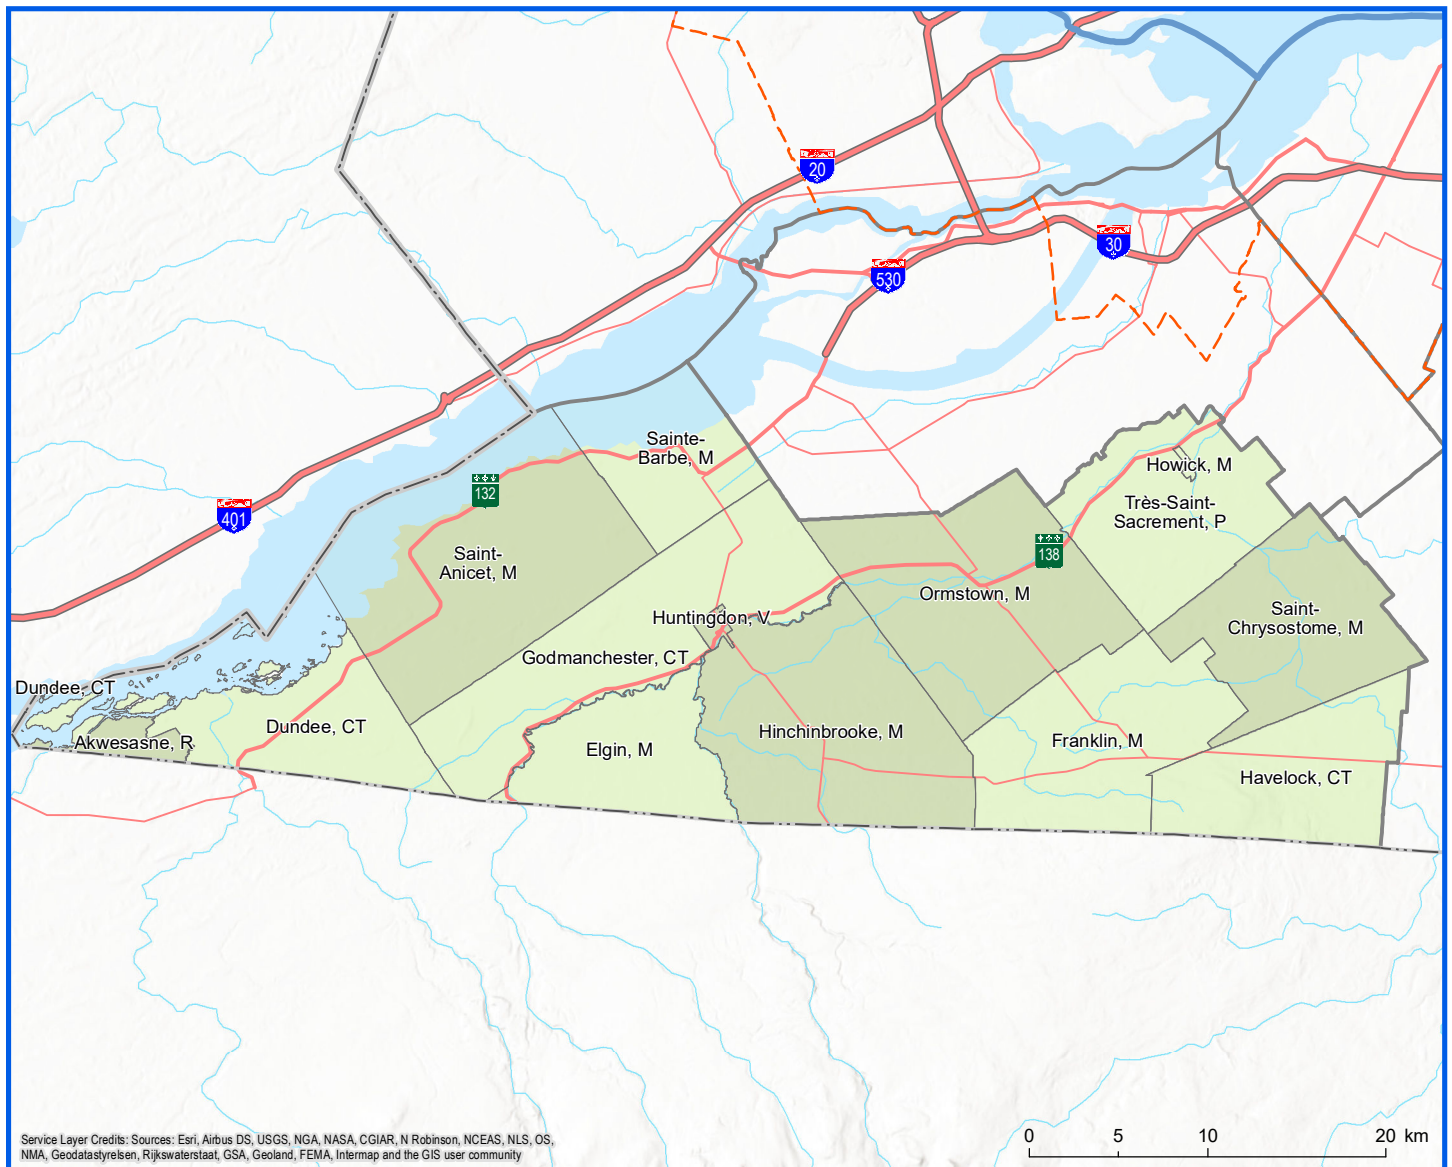 20
30
530
Sainte-
Barbe, M
Howick, M
132
Très-Saint-
Sacrement, P
401
138
Saint-
Anicet, M
Ormstown, M
Saint-
Chrysostome, M
Huntingdon, V
Godmanchester, CT
Dundee, CT
Dundee, CT
Akwesasne, R
Elgin, M
Hinchinbrooke, M
Franklin, M
Havelock, CT
0 5 10 20 km
Service Layer Credits: Sources: Esri, Airbus DS, USGS, NGA, NASA, CGIAR, N Robinson, NCEAS, NLS, OS,
NMA, Geodatastyrelsen, Rijkswaterstaat, GSA, Geoland, FEMA, Intermap and the GIS user community